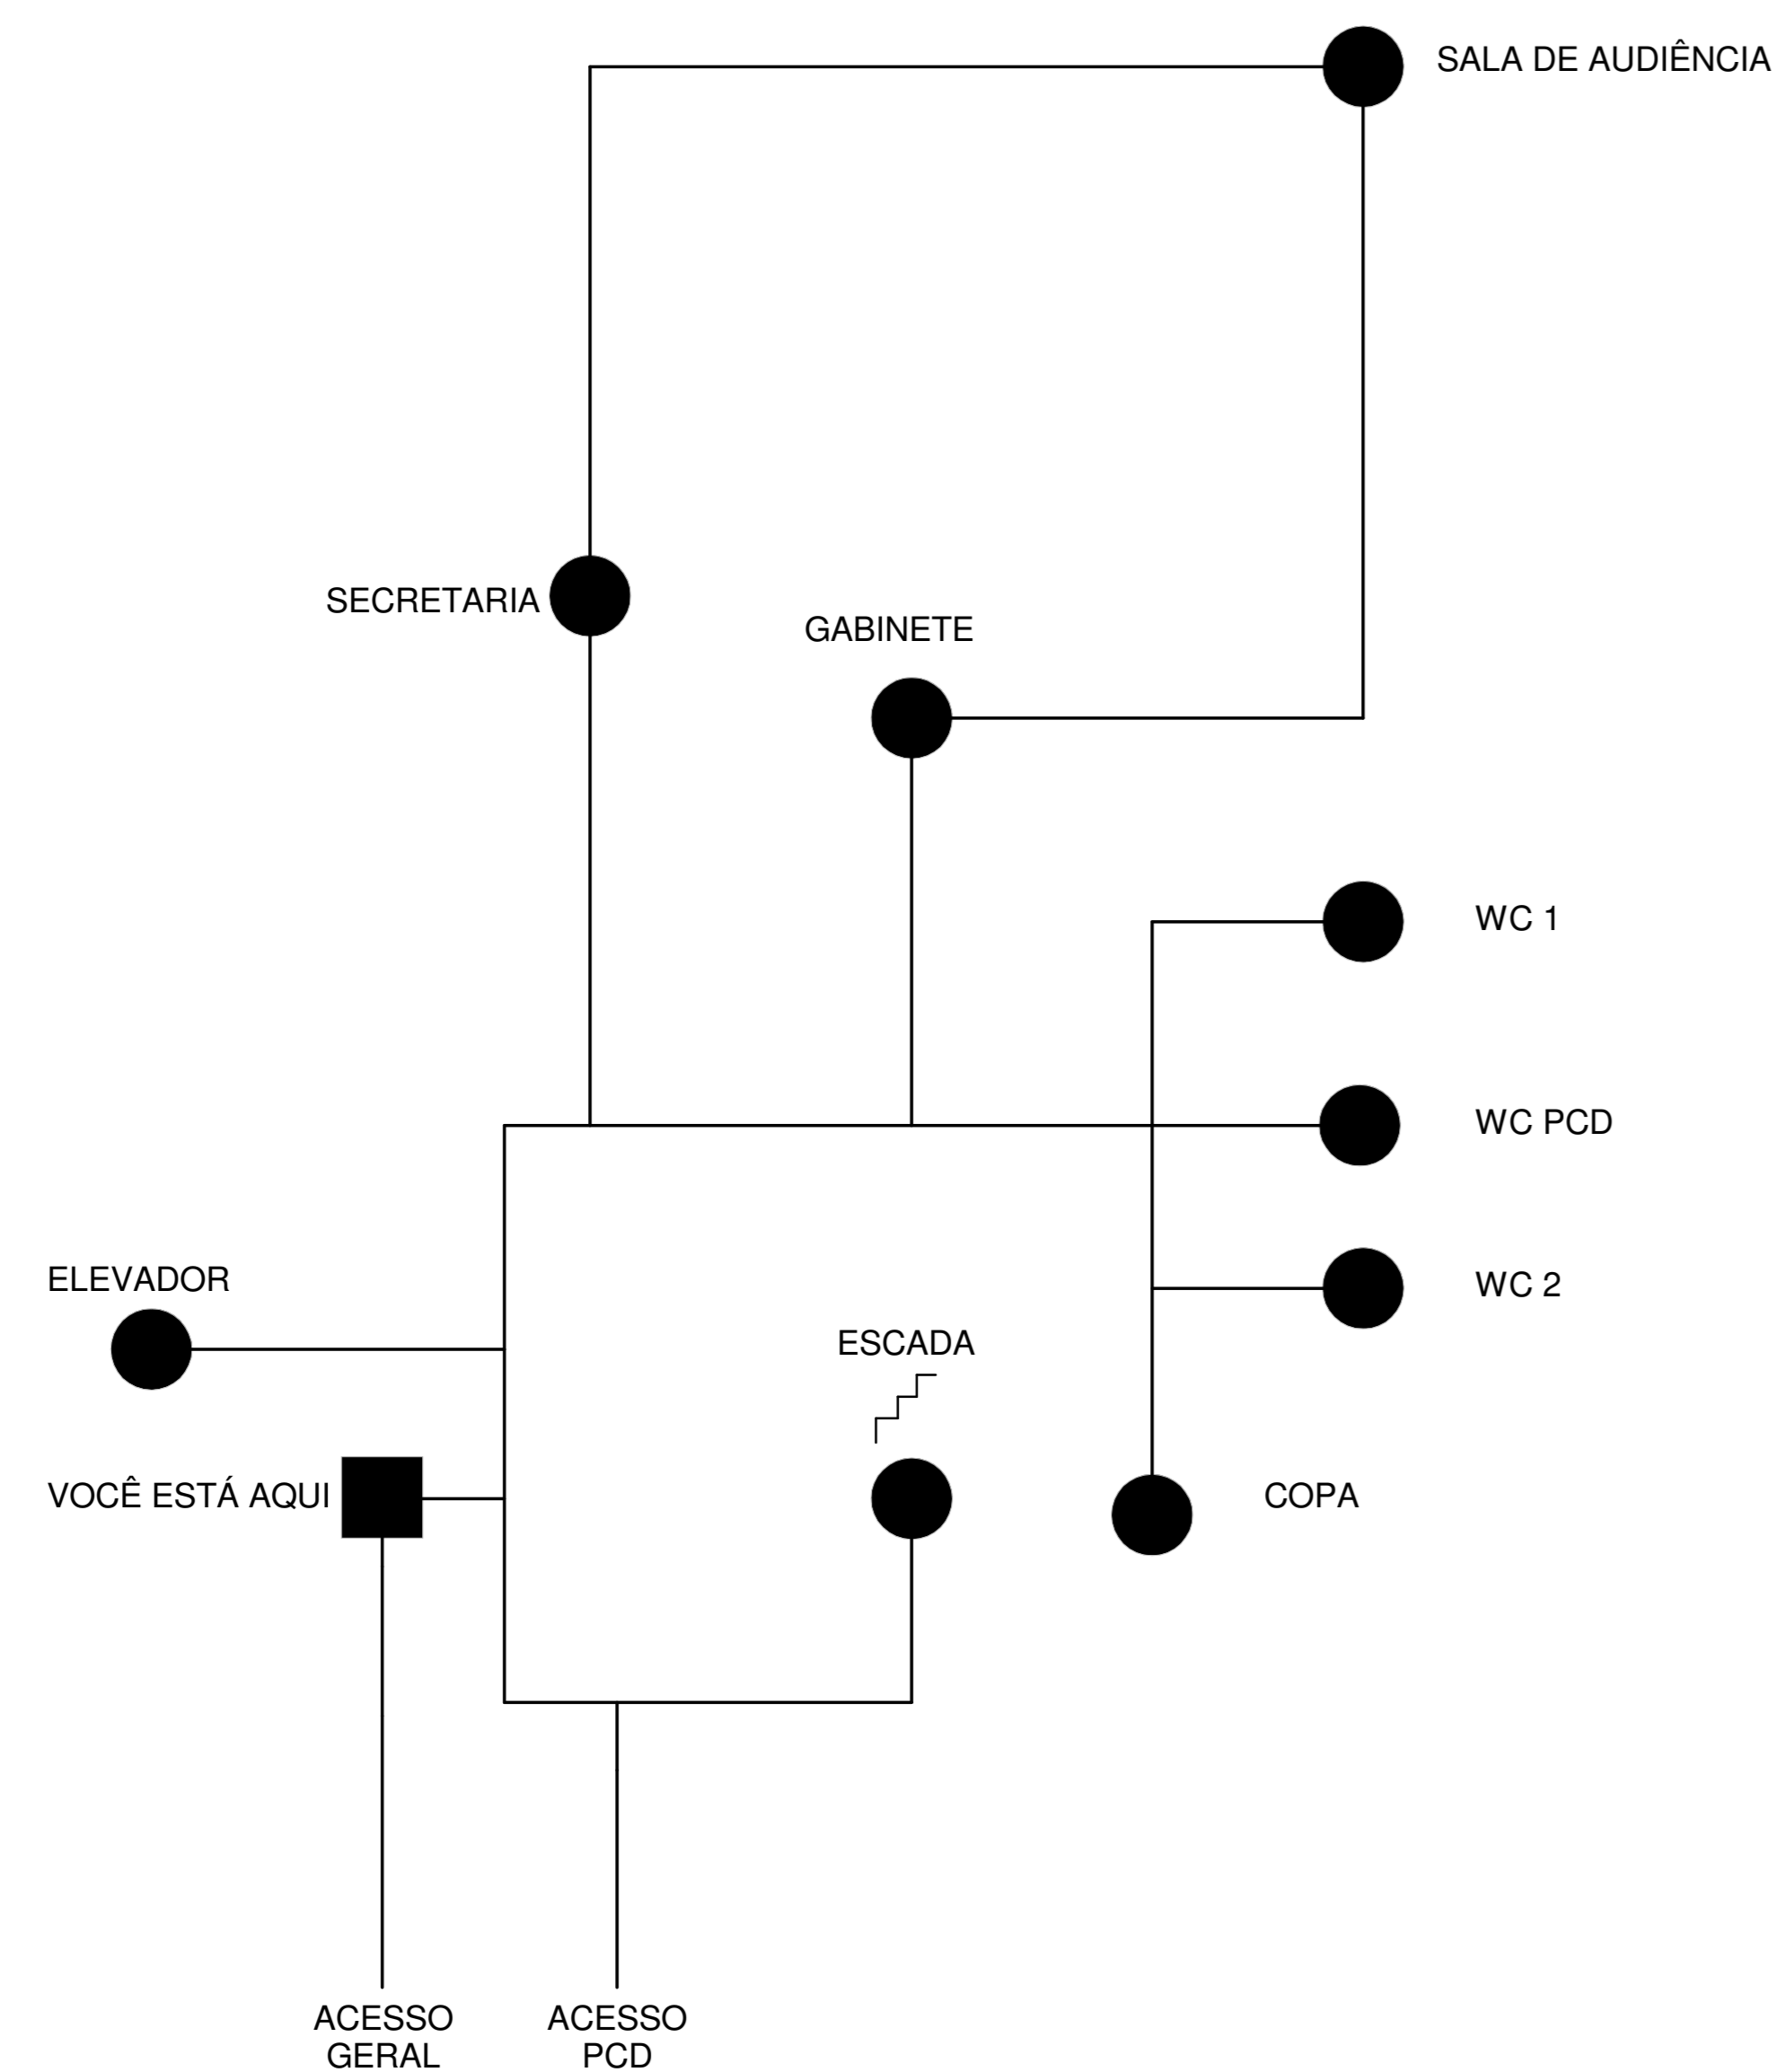 SALA DE AUDIÊNCIA
SECRETARIA
GABINETE
WC 1
WC PCD
ELEVADOR
WC 2
ESCADA
VOCÊ ESTÁ AQUI
COPA
ACESSO
GERAL
ACESSO
PCD